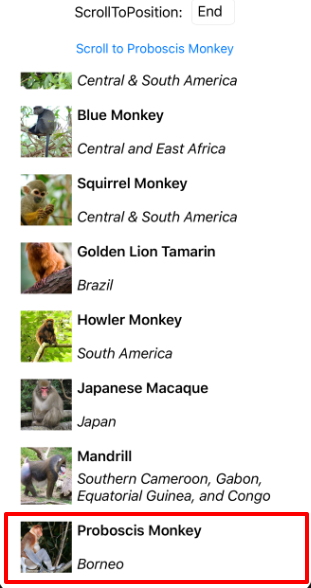 ScrollToPosition: End
Scroll to Proboscis Monkey
Central & South America
Blue Monkey
Central and East Africa
Squirrel Monkey
Central & South America
Golden Lion Tamarin
Brazil
Howler Monkey
South America
Japanese Macaque
Japan
Mandrill
Southern Cameroon, Gabon,
Equatorial Guinea, and Congo
Proboscis Monkey
Borneo